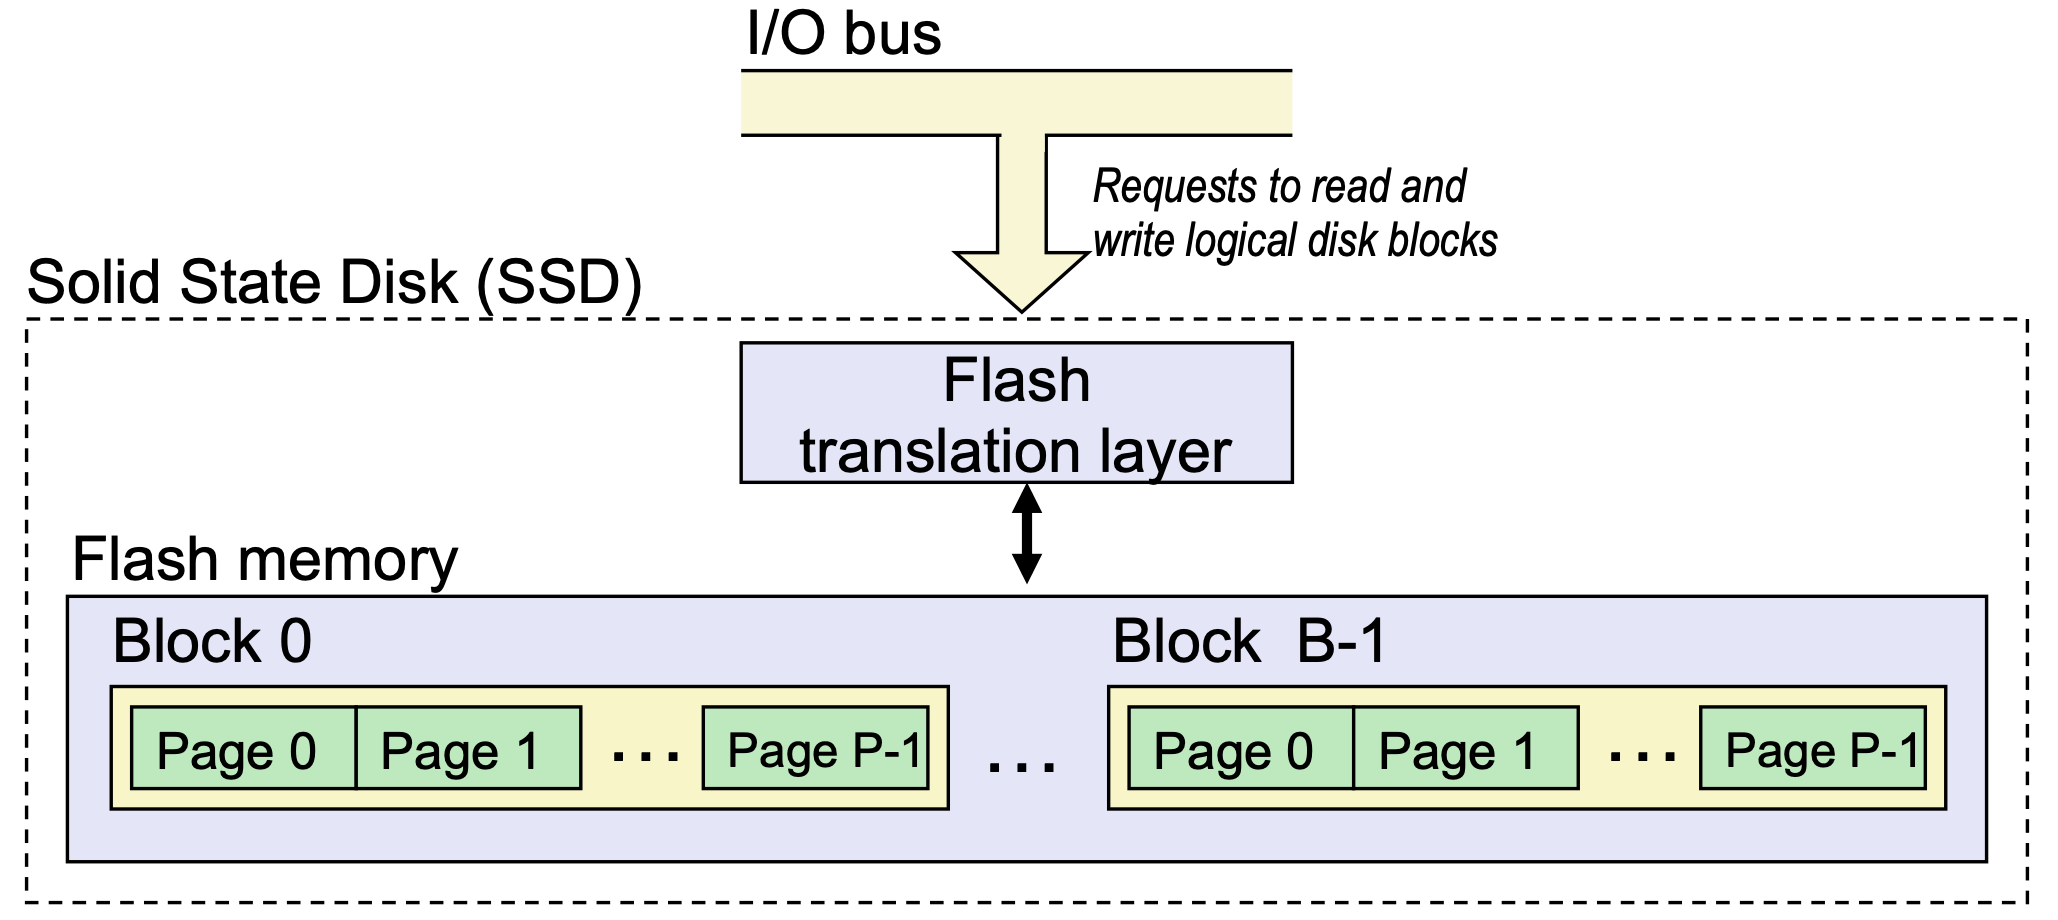 I/O bus
Requests to read and
write logical disk blocks
Solid State Disk (SSD)
Flash
translation layer
Flash memory
Block 0
Block  B-1
Page 0 Page 1 ... Page P-1 ... Page 0 Page 1 ... Page P-1